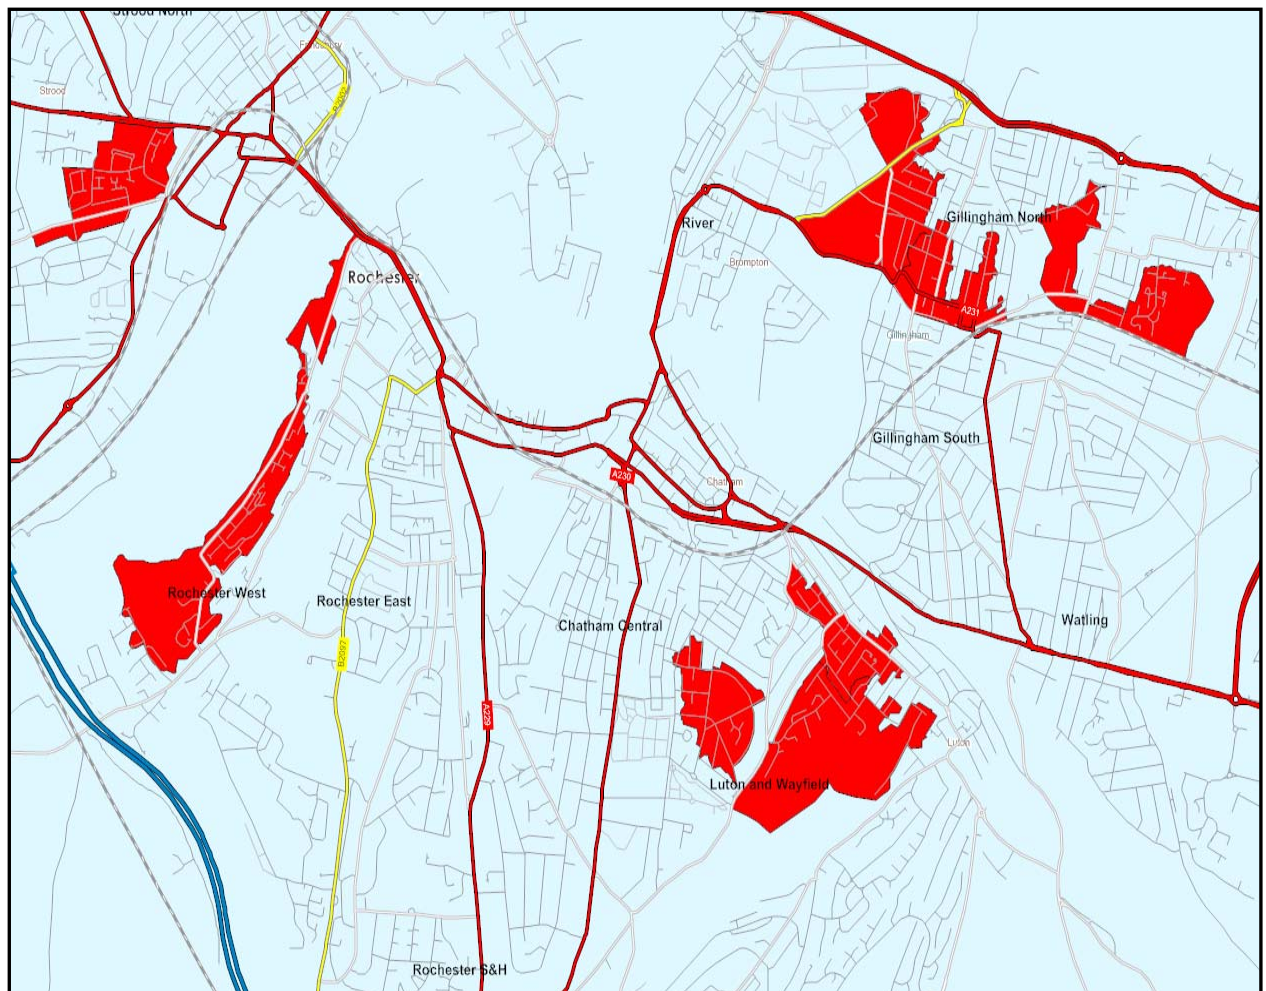 Strood North
Frindsbury
Strood
B2002
River
Gillingham North
Brompton
Rochester
A231
Gillingham
Gillingham South
A230
Chatham
Rochester West
Rochester East
Chatham Central
Watling
B2097
A229
Luton
Luton and Wayfield
Rochester S&H